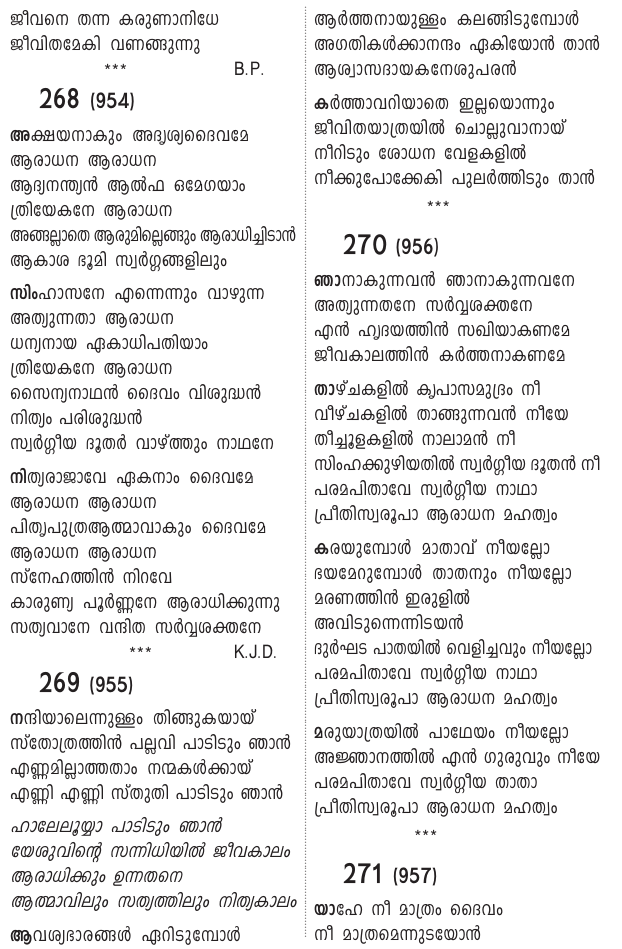 ജീവനെ തന്ന കരുണാനിധേ
ജീവിതമേകി വണങ്ങുന്നു
*** B.P.
268 (954)
അക്ഷയനാകും അദൃശ്യദൈവമേ
ആരാധന ആരാധന
ആദ്യനന്ത്യൻ ആൽഫ ഒമേഗയാം
ത്രിയേകനേ ആരാധന
അങ്ങല്ലാതെ ആരുമില്ലെങ്ങും ആരാധിച്ചിടാൻ
ആകാശ ഭൂമി സ്വർഗ്ഗങ്ങളിലും
സിംഹാസനേ എന്നെന്നും വാഴുന്ന
അത്യുന്നതാ ആരാധന
ധന്യനായ ഏകാധിപതിയാം
ത്രിയേകനേ ആരാധന
സൈന്യനാഥൻ ദൈവം വിശുദ്ധൻ
നിത്യം പരിശുദ്ധൻ
സ്വർഗ്ഗീയ ദൂതർ വാഴ്ത്തും നാഥനേ
നിത്യരാജാവേ ഏകനാം ദൈവമേ
ആരാധന ആരാധന
പിതൃപുത്രആത്മാവാകും ദൈവമേ
ആരാധന ആരാധന
സ്നേഹത്തിൻ നിറവേ
കാരുണ്യ പൂർണ്ണനേ ആരാധിക്കുന്നു
സത്യവാനേ വന്ദിത സർവ്വശക്തനേ
*** K.J.D.
269 (955)
നന്ദിയാലെന്നുള്ളം തിങ്ങുകയായ്
സ്തോത്രത്തിൻ പല്ലവി പാടിടും ഞാൻ
എണ്ണമില്ലാത്തതാം നന്മകൾക്കായ്
എണ്ണി എണ്ണി സ്തുതി പാടിടും ഞാൻ
ഹാലേലൂയ്യാ പാടിടും ഞാൻ
യേശുവിന്റെ സന്നിധിയിൽ ജീവകാലം
ആരാധിക്കും ഉന്നതനെ
ആത്മാവിലും സത്യത്തിലും നിത്യകാലം
ആവശ്യഭാരങ്ങൾ ഏറിടുമ്പോൾ
ആർത്തനായുള്ളം കലങ്ങിടുമ്പോൾ
അഗതികൾക്കാനന്ദം ഏകിയോൻ താൻ
ആശ്വാസദായകനേശുപരൻ
കർത്താവറിയാതെ ഇല്ലയൊന്നും
ജീവിതയാത്രയിൽ ചൊല്ലുവാനായ്
നീറിടും ശോധന വേളകളിൽ
നീക്കുപോക്കേകി പുലർത്തിടും താൻ
***
270 (956)
ഞാനാകുന്നവൻ ഞാനാകുന്നവനേ
അത്യുന്നതനേ സർവ്വശക്തനേ
എൻ ഹൃദയത്തിൻ സഖിയാകണമേ
ജീവകാലത്തിൻ കർത്തനാകണമേ
താഴ്ചകളിൽ കൃപാസമുദ്രം നീ
വീഴ്ചകളിൽ താങ്ങുന്നവൻ നീയേ
തീച്ചൂളകളിൽ നാലാമൻ നീ
സിംഹക്കുഴിയതിൽ സ്വർഗ്ഗീയ ദൂതൻ നീ
പരമപിതാവേ സ്വർഗ്ഗീയ നാഥാ
പ്രീതിസ്വരൂപാ ആരാധന മഹത്വം
കരയുമ്പോൾ മാതാവ് നീയല്ലോ
ഭയമേറുമ്പോൾ താതനും നീയല്ലോ
മരണത്തിൻ ഇരുളിൽ
അവിടുന്നെന്നിടയൻ
ദുർഘട പാതയിൽ വെളിച്ചവും നീയല്ലോ
പരമപിതാവേ സ്വർഗ്ഗീയ നാഥാ
പ്രീതിസ്വരൂപാ ആരാധന മഹത്വം
മരുയാത്രയിൽ പാഥേയം നീയല്ലോ
അജ്ഞാനത്തിൽ എൻ ഗുരുവും നീയേ
പരമപിതാവേ സ്വർഗ്ഗീയ താതാ
പ്രീതിസ്വരൂപാ ആരാധന മഹത്വം
***
271 (957)
യാഹേ നീ മാത്രം ദൈവം
നീ മാത്രമെന്നുടയോൻ